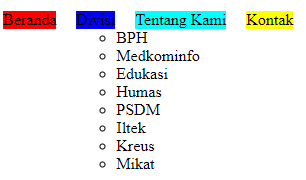 Beranda Divisi Tentang Kami Kontak
BPH
Medkominfo
Edukasi
Humas
PSDM
Iltek
Kreus
Mikat